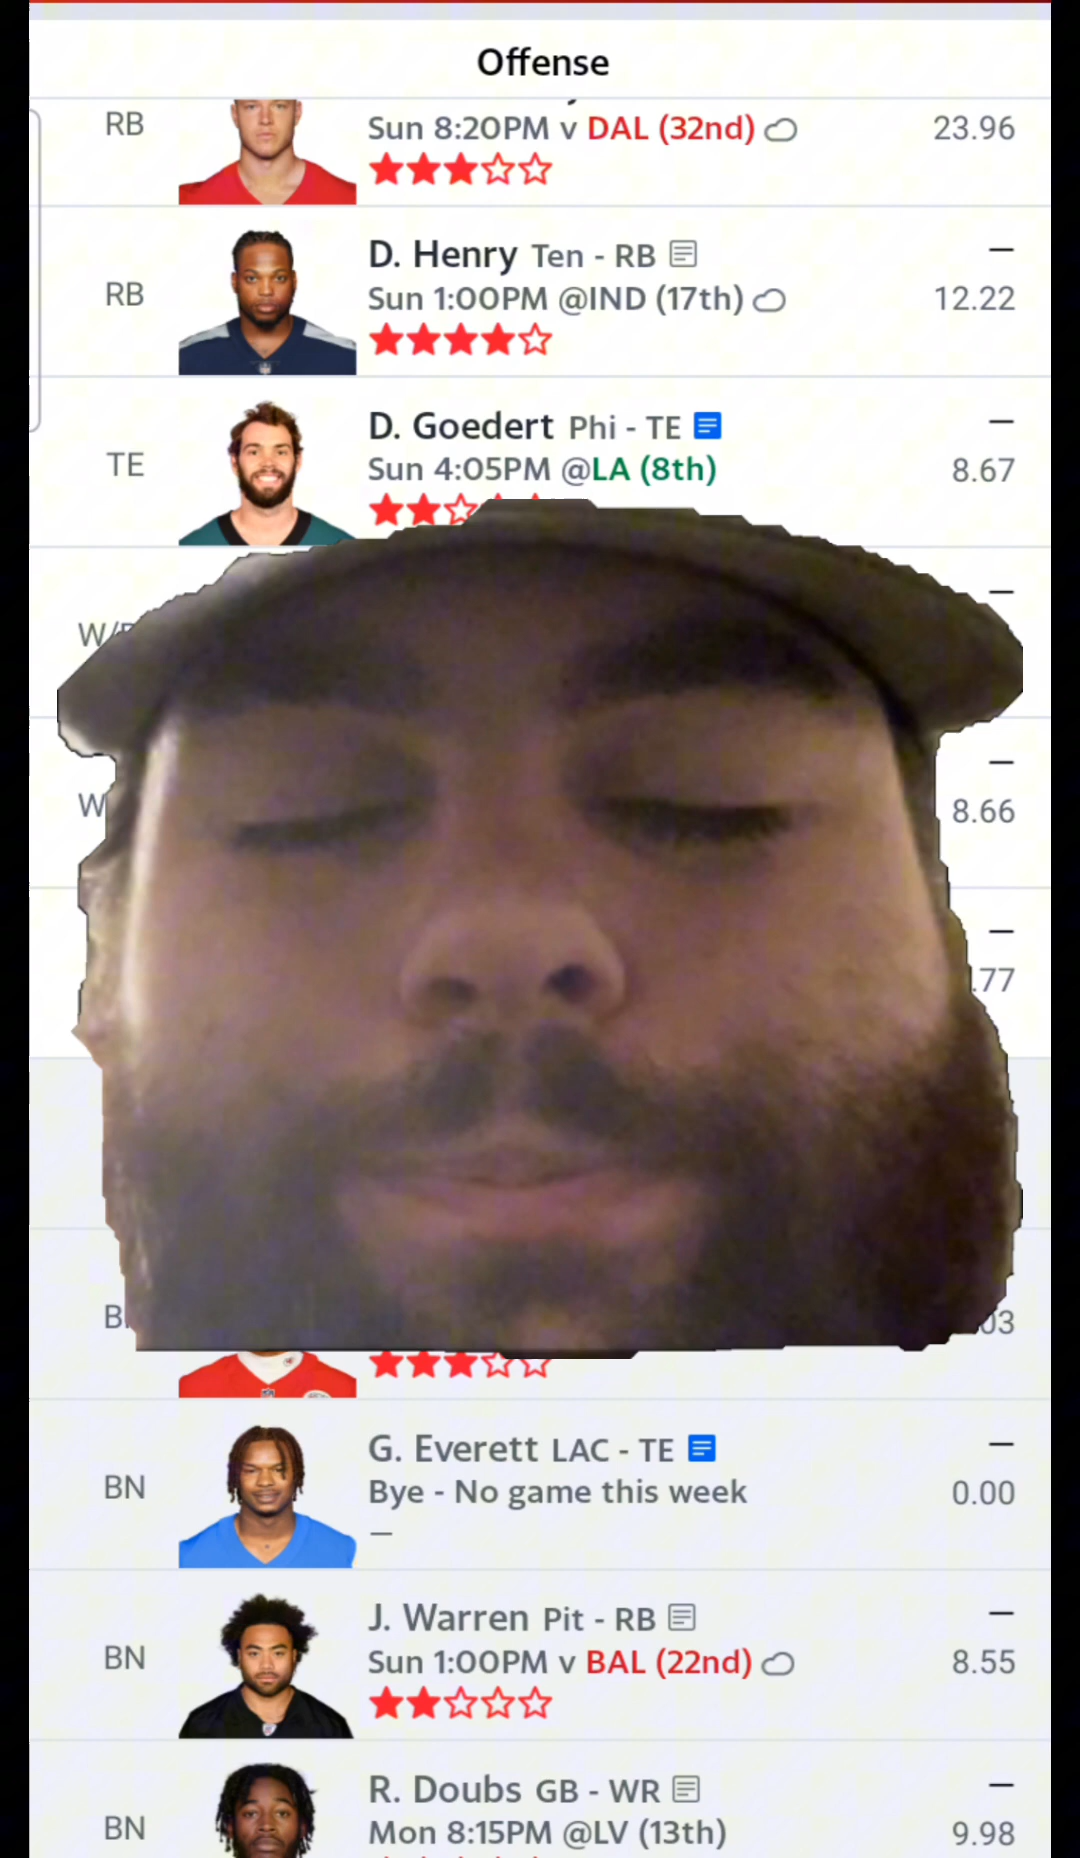 Offense
RB
Sun 8:20PM v DAL (32nd)
23.96
D. Henry Ten - RB
–
RB
Sun 1:00PM @IND (17th)
12.22
D. Goedert Phi - TE
–
TE
Sun 4:05PM @LA (8th)
8.67
–
W/
–
W
8.66
–
.77
B
03
G. Everett LAC - TE
–
BN
Bye - No game this week
0.00
–
J. Warren Pit - RB
–
BN
Sun 1:00PM v BAL (22nd)
8.55
R. Doubs GB - WR
–
BN
Mon 8:15PM @LV (13th)
9.98